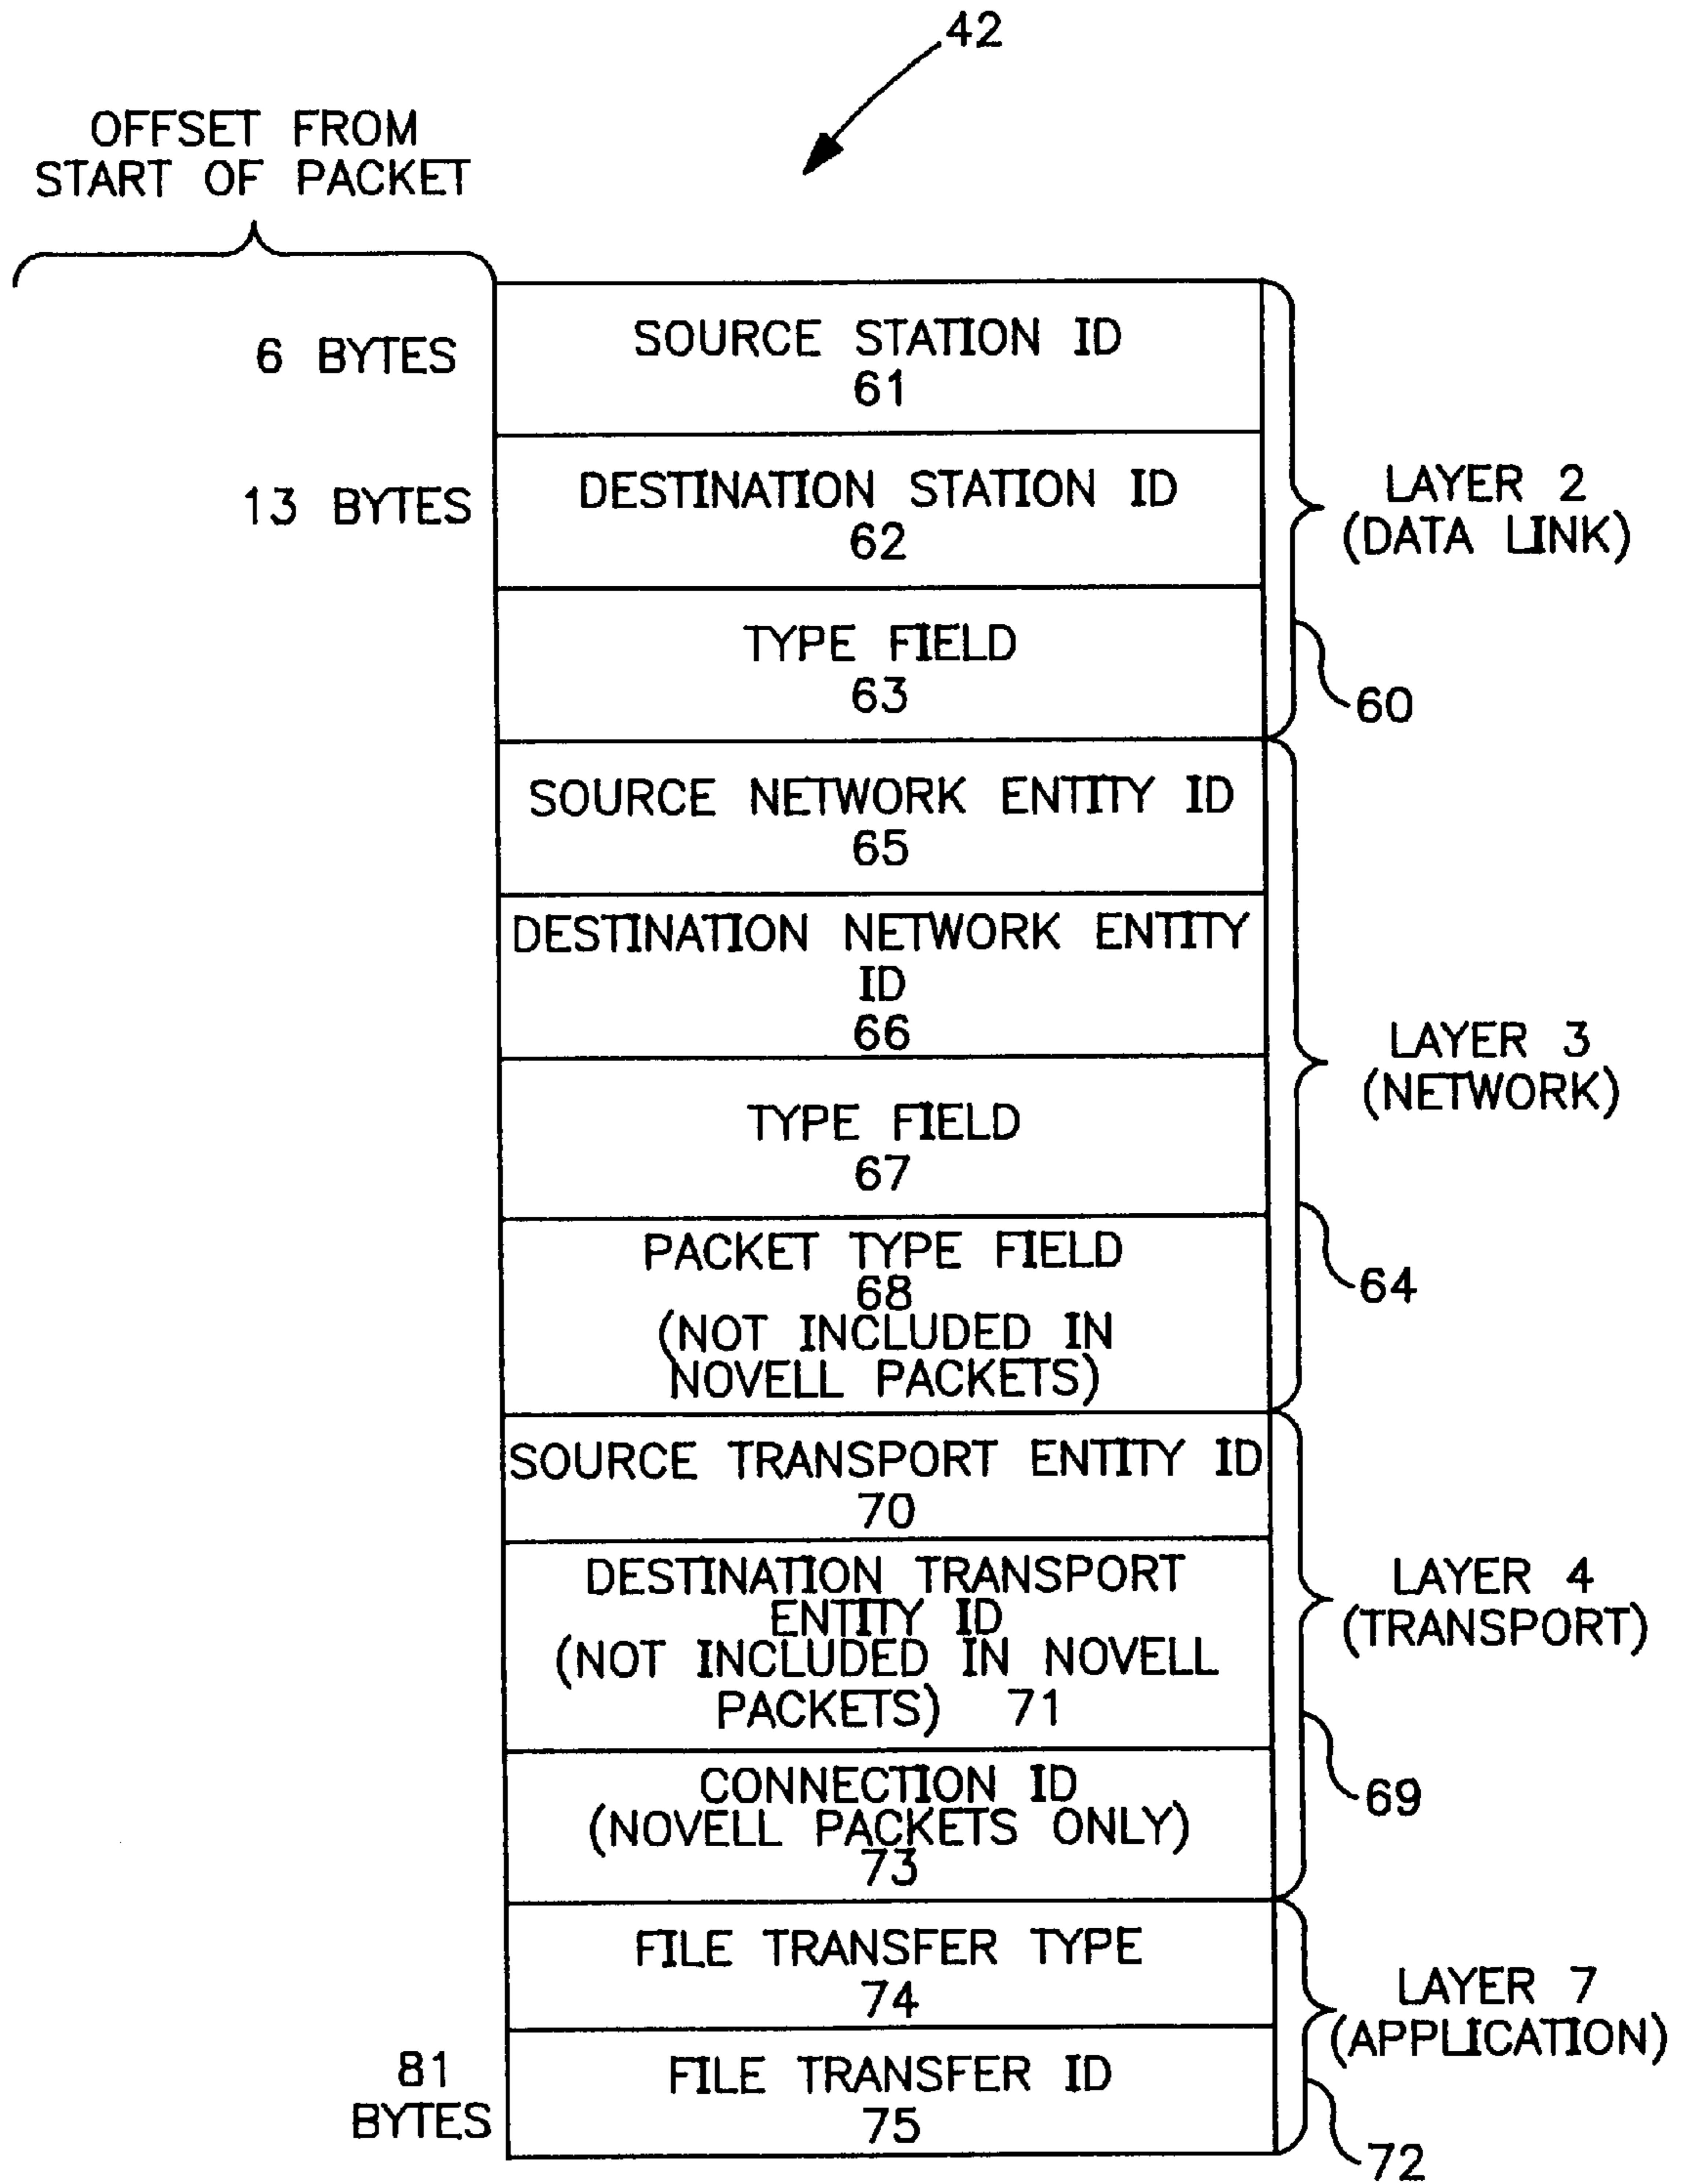 42
OFFSET FROM
START OF PACKET
6 BYTES
SOURCE STATION ID
61
13 BYTES
DESTINATION STATION ID
62
LAYER 2
(DATA LINK)
TYPE FIELD
63
60
SOURCE NETWORK ENTITY ID
65
DESTINATION NETWORK ENTITY
ID
66
LAYER 3
(NETWORK)
TYPE FIELD
67
PACKET TYPE FIELD
68
(NOT INCLUDED IN
NOVELL PACKETS)
64
SOURCE TRANSPORT ENTITY ID
70
DESTINATION TRANSPORT
ENTITY ID
(NOT INCLUDED IN NOVELL
PACKETS) 71
LAYER 4
(TRANSPORT)
CONNECTION ID
(NOVELL PACKETS ONLY)
73
69
FILE TRANSFER TYPE
74
LAYER 7
(APPLICATION)
81
BYTES
FILE TRANSFER ID
75
72